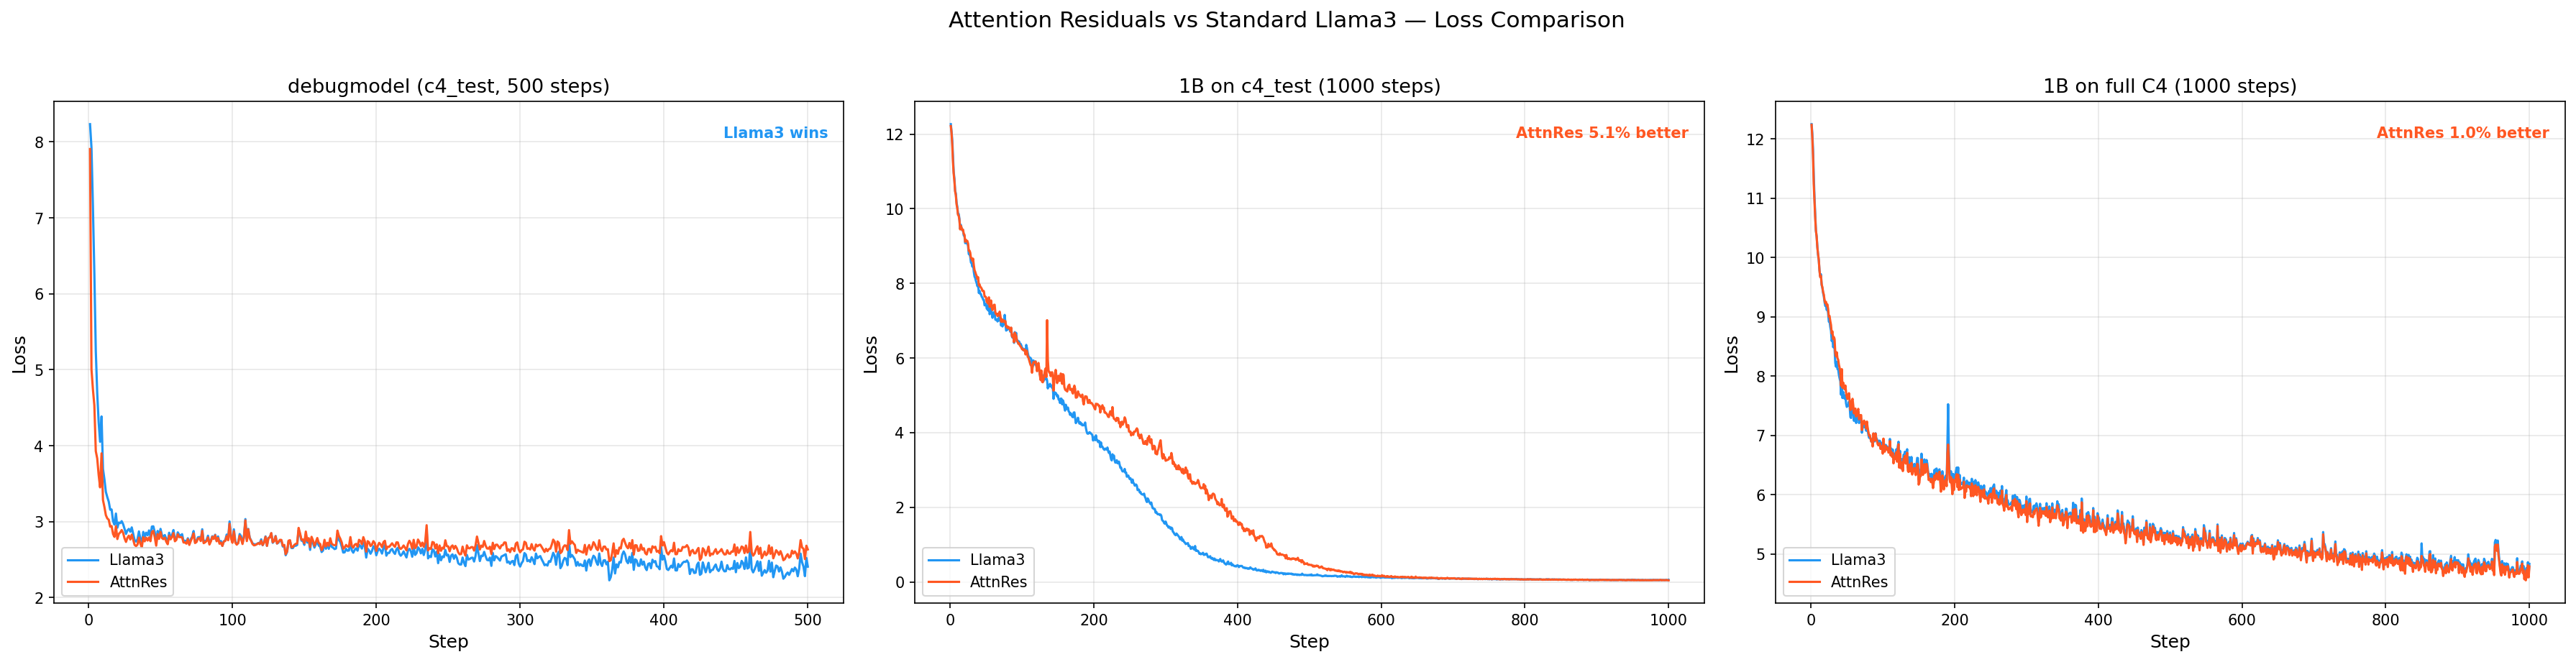 Attention Residuals vs Standard Llama3 — Loss Comparison
debugmodel (c4_test, 500 steps)
Llama3 wins
8
7
6
5
4
3
2
Loss
Llama3
AttnRes
0 100 200 300 400 500
Step
1B on c4_test (1000 steps)
AttnRes 5.1% better
12
10
8
6
4
2
0
Loss
Llama3
AttnRes
0 200 400 600 800 1000
Step
1B on full C4 (1000 steps)
AttnRes 1.0% better
12
11
10
9
8
7
6
5
Loss
Llama3
AttnRes
0 200 400 600 800 1000
Step